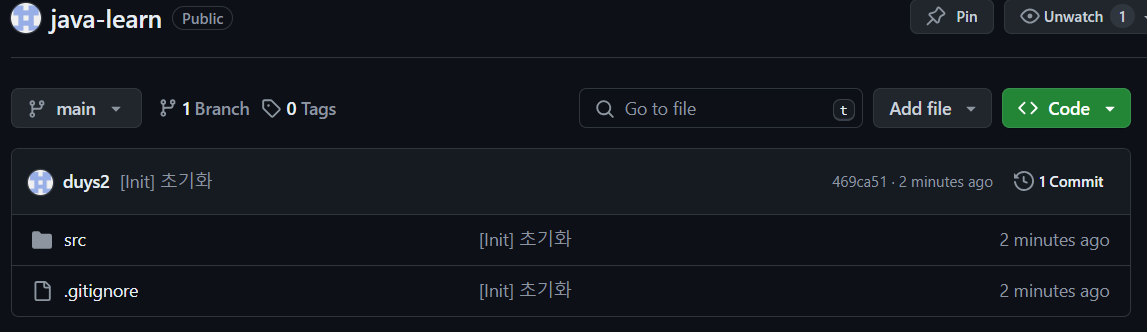 java-learn Public Pin Unwatch 1
main 1 Branch 0 Tags Go to file t Add file Code
duys2 [Init] 초기화 469ca51 · 2 minutes ago 1 Commit
src [Init] 초기화 2 minutes ago
.gitignore [Init] 초기화 2 minutes ago